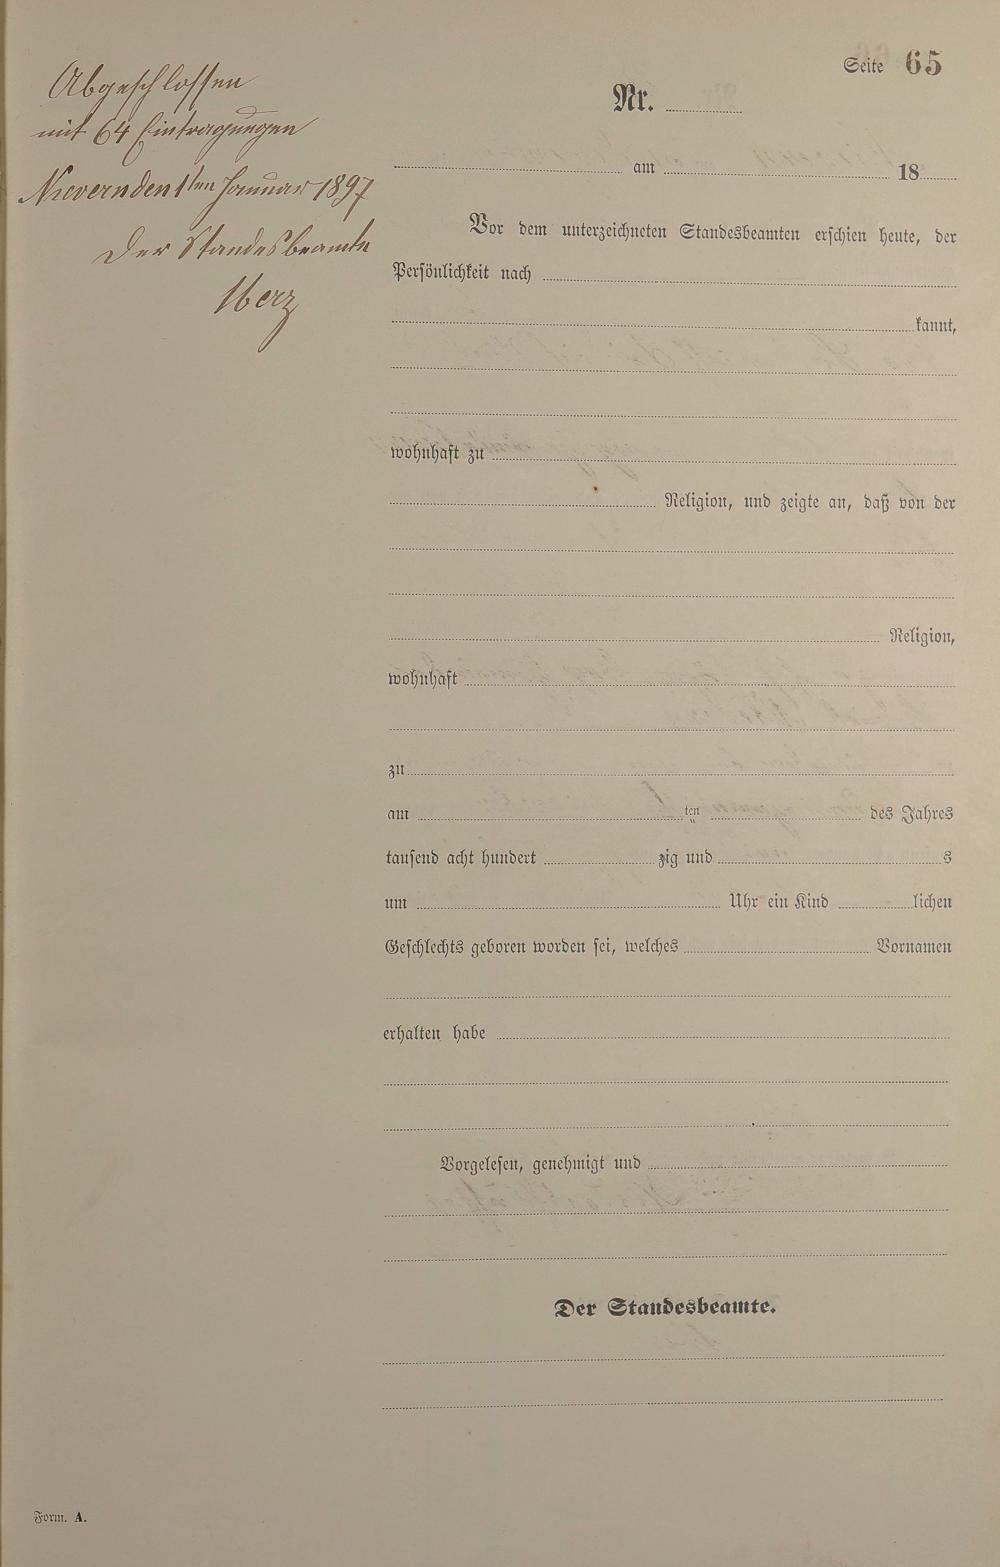 Seite 65
Nr.
Abgeschlossen
mit 64 Eintragungen
Nievern den 1ten Januar 1897
Der Standesbeamte
am 18
Vor dem unterzeichneten Standesbeamten erschien heute, der
Persönlichkeit nach
kannt,
wohnhaft zu
Religion, und zeigte an, daß von der
Religion,
wohnhaft
zu
am ten des Jahres
tausend acht hundert zig und s
um Uhr ein Kind lichen
Geschlechts geboren worden sei, welches Vornamen
erhalten habe
Vorgelesen, genehmigt und
Der Standesbeamte.
Form. A.